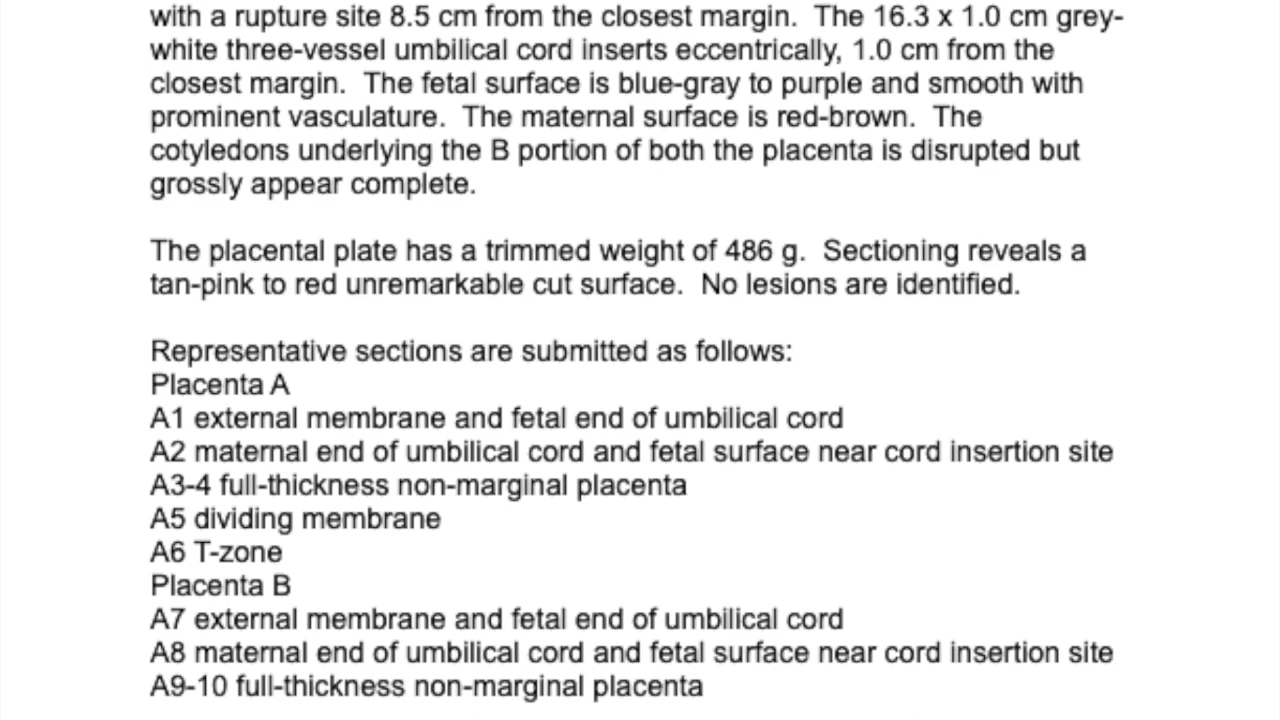 with a rupture site 8.5 cm from the closest margin.  The 16.3 x 1.0 cm grey-
white three-vessel umbilical cord inserts eccentrically, 1.0 cm from the
closest margin.  The fetal surface is blue-gray to purple and smooth with
prominent vasculature.  The maternal surface is red-brown.  The
cotyledons underlying the B portion of both the placenta is disrupted but
grossly appear complete.
The placental plate has a trimmed weight of 486 g.  Sectioning reveals a
tan-pink to red unremarkable cut surface.  No lesions are identified.
Representative sections are submitted as follows:
Placenta A
A1 external membrane and fetal end of umbilical cord
A2 maternal end of umbilical cord and fetal surface near cord insertion site
A3-4 full-thickness non-marginal placenta
A5 dividing membrane
A6 T-zone
Placenta B
A7 external membrane and fetal end of umbilical cord
A8 maternal end of umbilical cord and fetal surface near cord insertion site
A9-10 full-thickness non-marginal placenta